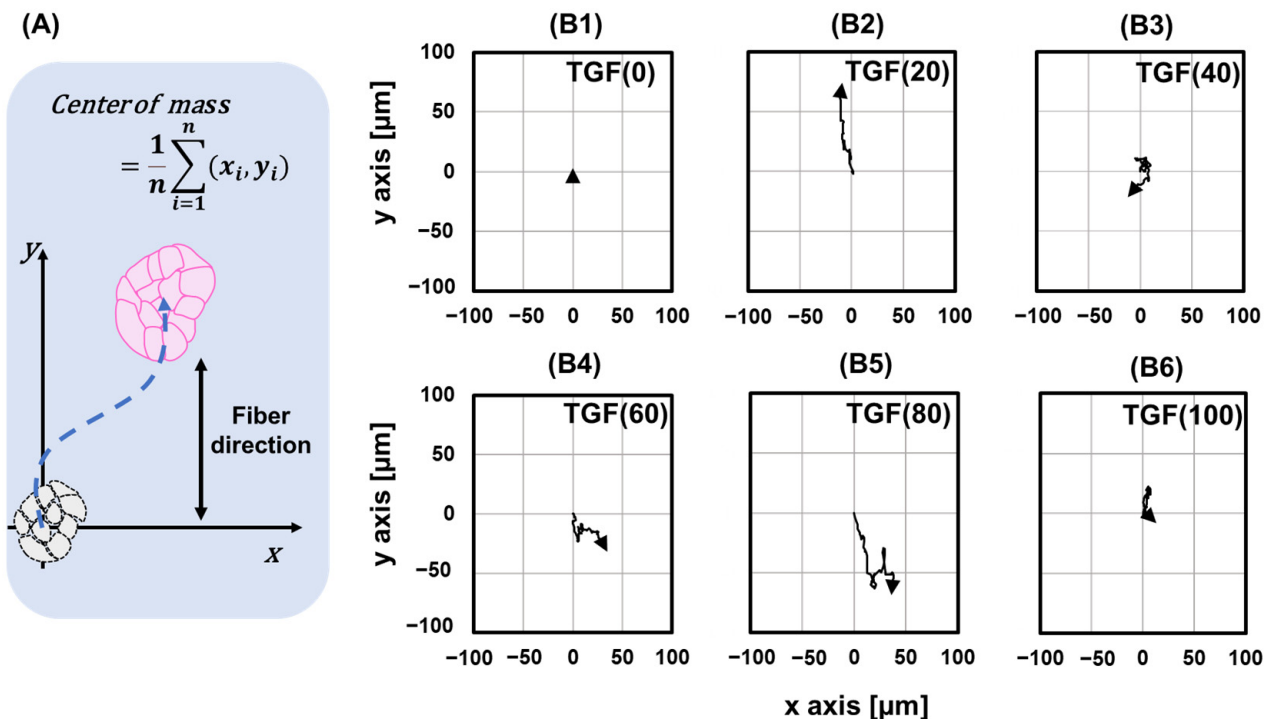 (A)
Center of mass
= 1/n ∑ⁿᵢ₌₁ (xᵢ, yᵢ)
y
Fiber
direction
x
(B1) (B2) (B3)
TGF(0) TGF(20) TGF(40)
y axis [µm]
100
50
0
−50
−100
−100 −50 0 50 100 −100 −50 0 50 100 −100 −50 0 50 100
(B4) (B5) (B6)
TGF(60) TGF(80) TGF(100)
y axis [µm]
100
50
0
−50
−100
−100 −50 0 50 100 −100 −50 0 50 100 −100 −50 0 50 100
x axis [µm]